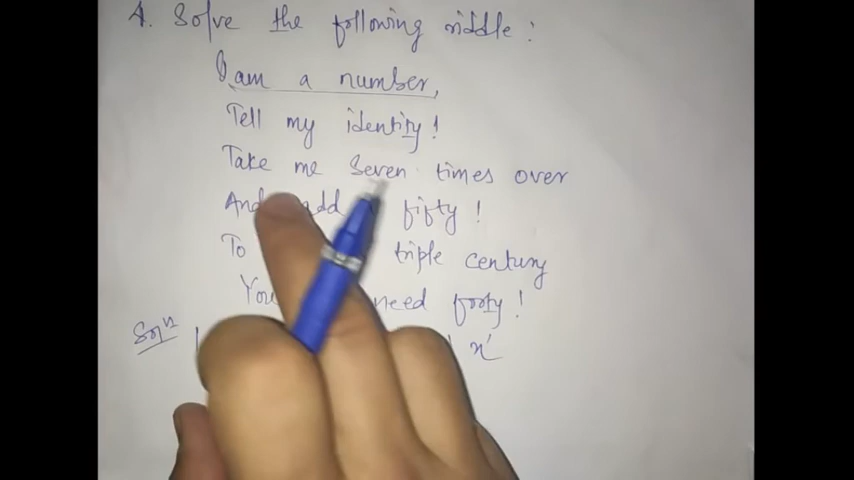 4. Solve the following riddle :
I am a number,
Tell my identity!
Take me Seven times over
And add fifty!
To triple century
You need forty!
Solⁿ x